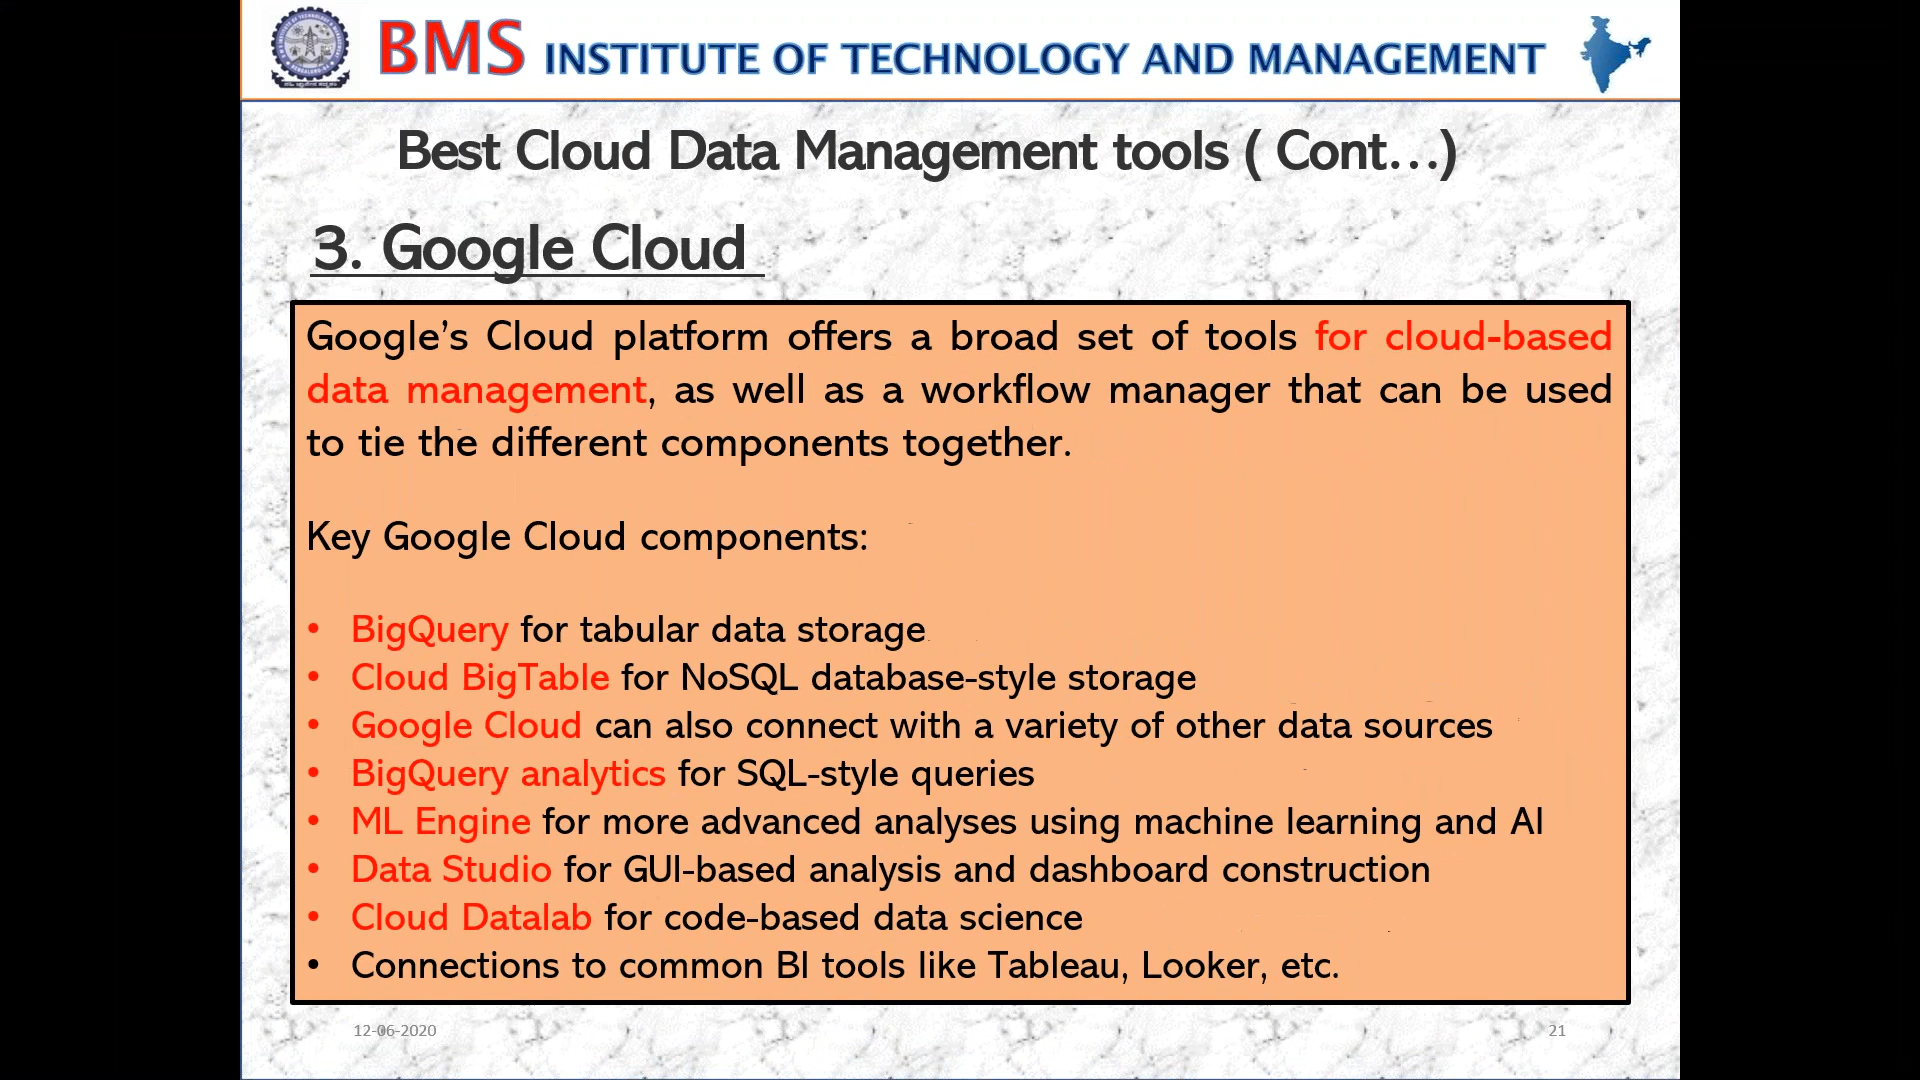 BMS INSTITUTE OF TECHNOLOGY AND MANAGEMENT
Best Cloud Data Management tools ( Cont...)
3. Google Cloud
Google's Cloud platform offers a broad set of tools for cloud-based
data management, as well as a workflow manager that can be used
to tie the different components together.
Key Google Cloud components:
• BigQuery for tabular data storage
• Cloud BigTable for NoSQL database-style storage
• Google Cloud can also connect with a variety of other data sources
• BigQuery analytics for SQL-style queries
• ML Engine for more advanced analyses using machine learning and AI
• Data Studio for GUI-based analysis and dashboard construction
• Cloud Datalab for code-based data science
• Connections to common BI tools like Tableau, Looker, etc.
12-06-2020
21